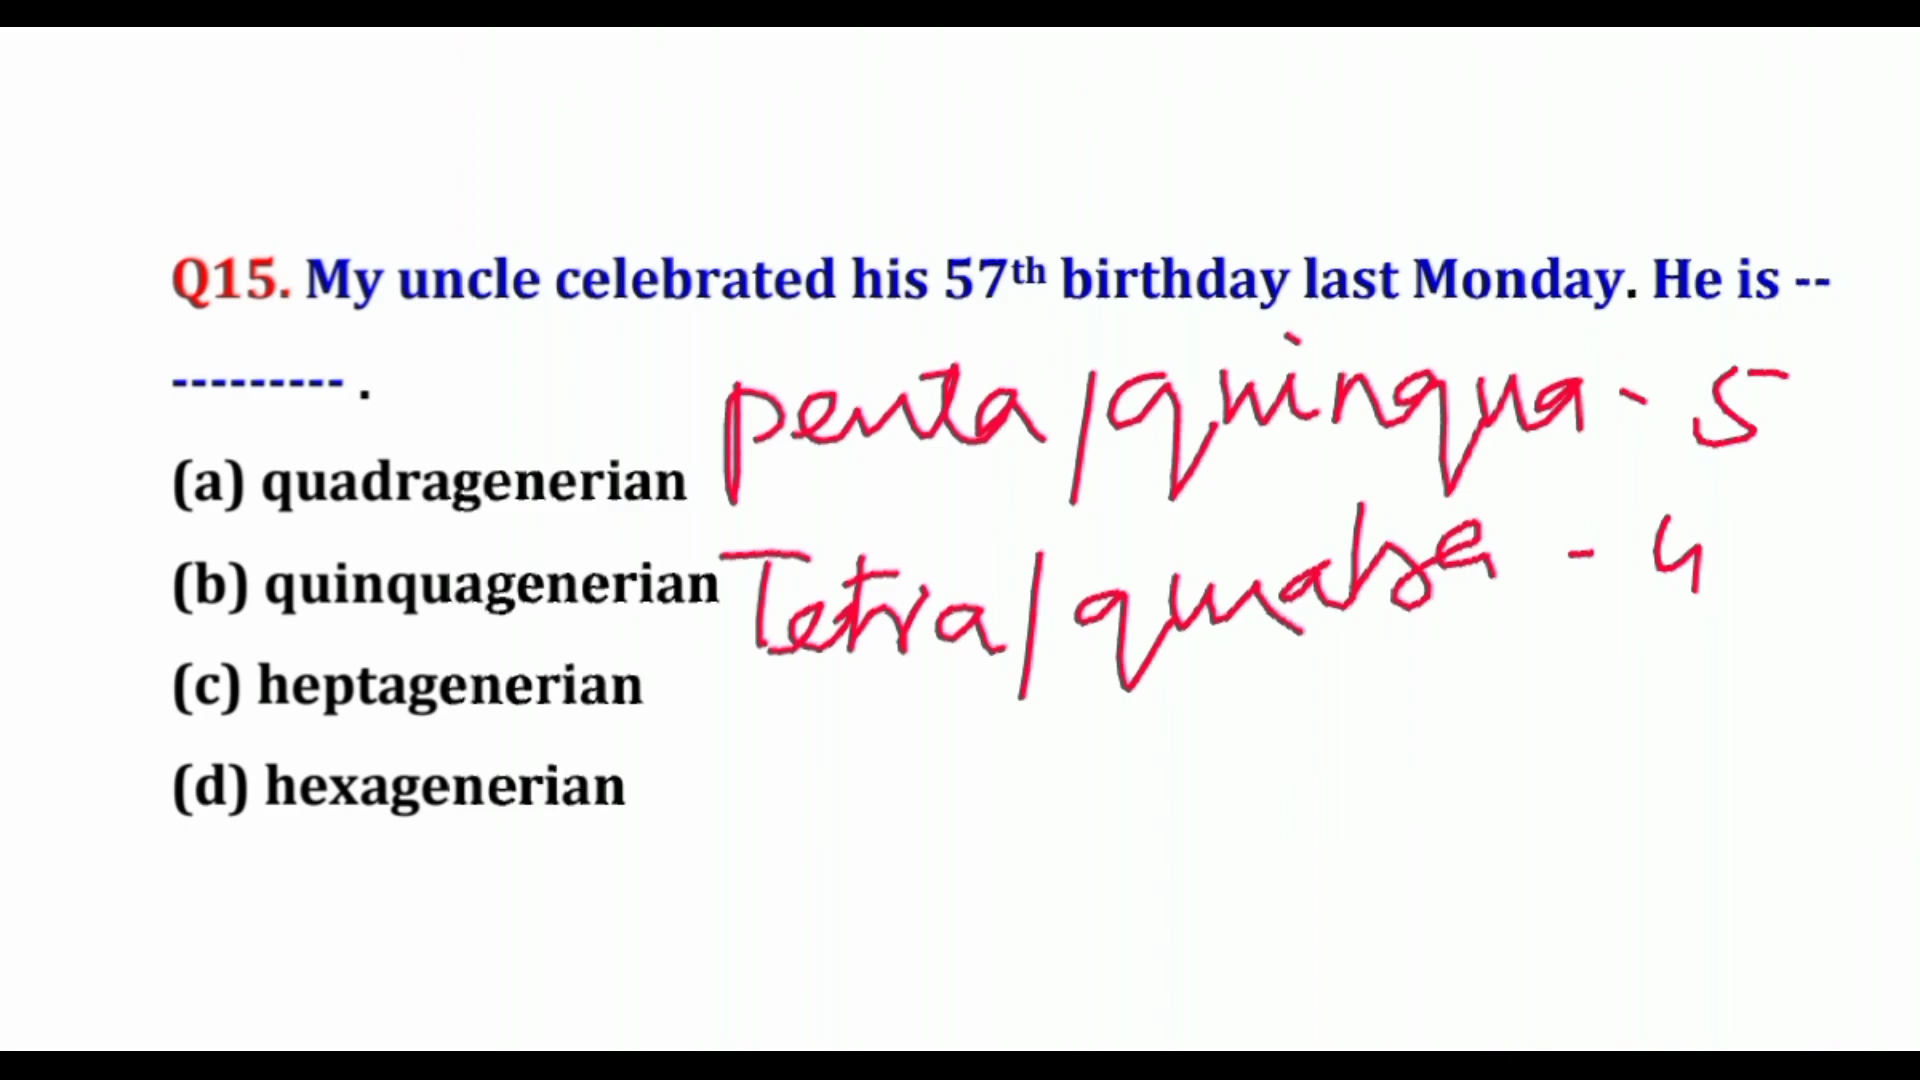 Q15. My uncle celebrated his 57th birthday last Monday. He is --
--------- .
penta/quinqua - 5
(a) quadragenerian
(b) quinquagenerian
Tetra/ - 4
(c) heptagenerian
(d) hexagenerian